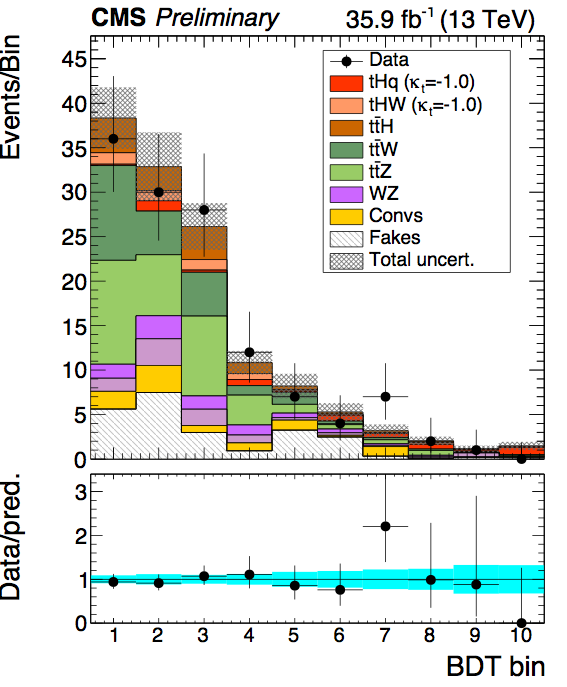 CMS Preliminary 35.9 fb⁻¹ (13 TeV)
Events/Bin
45
40
35
30
25
20
15
10
5
0
Data
tHq (κt=-1.0)
tHW (κt=-1.0)
tt̄H
tt̄W
tt̄Z
WZ
Convs
Fakes
Total uncert.
Data/pred.
3
2
1
0
1 2 3 4 5 6 7 8 9 10
BDT bin